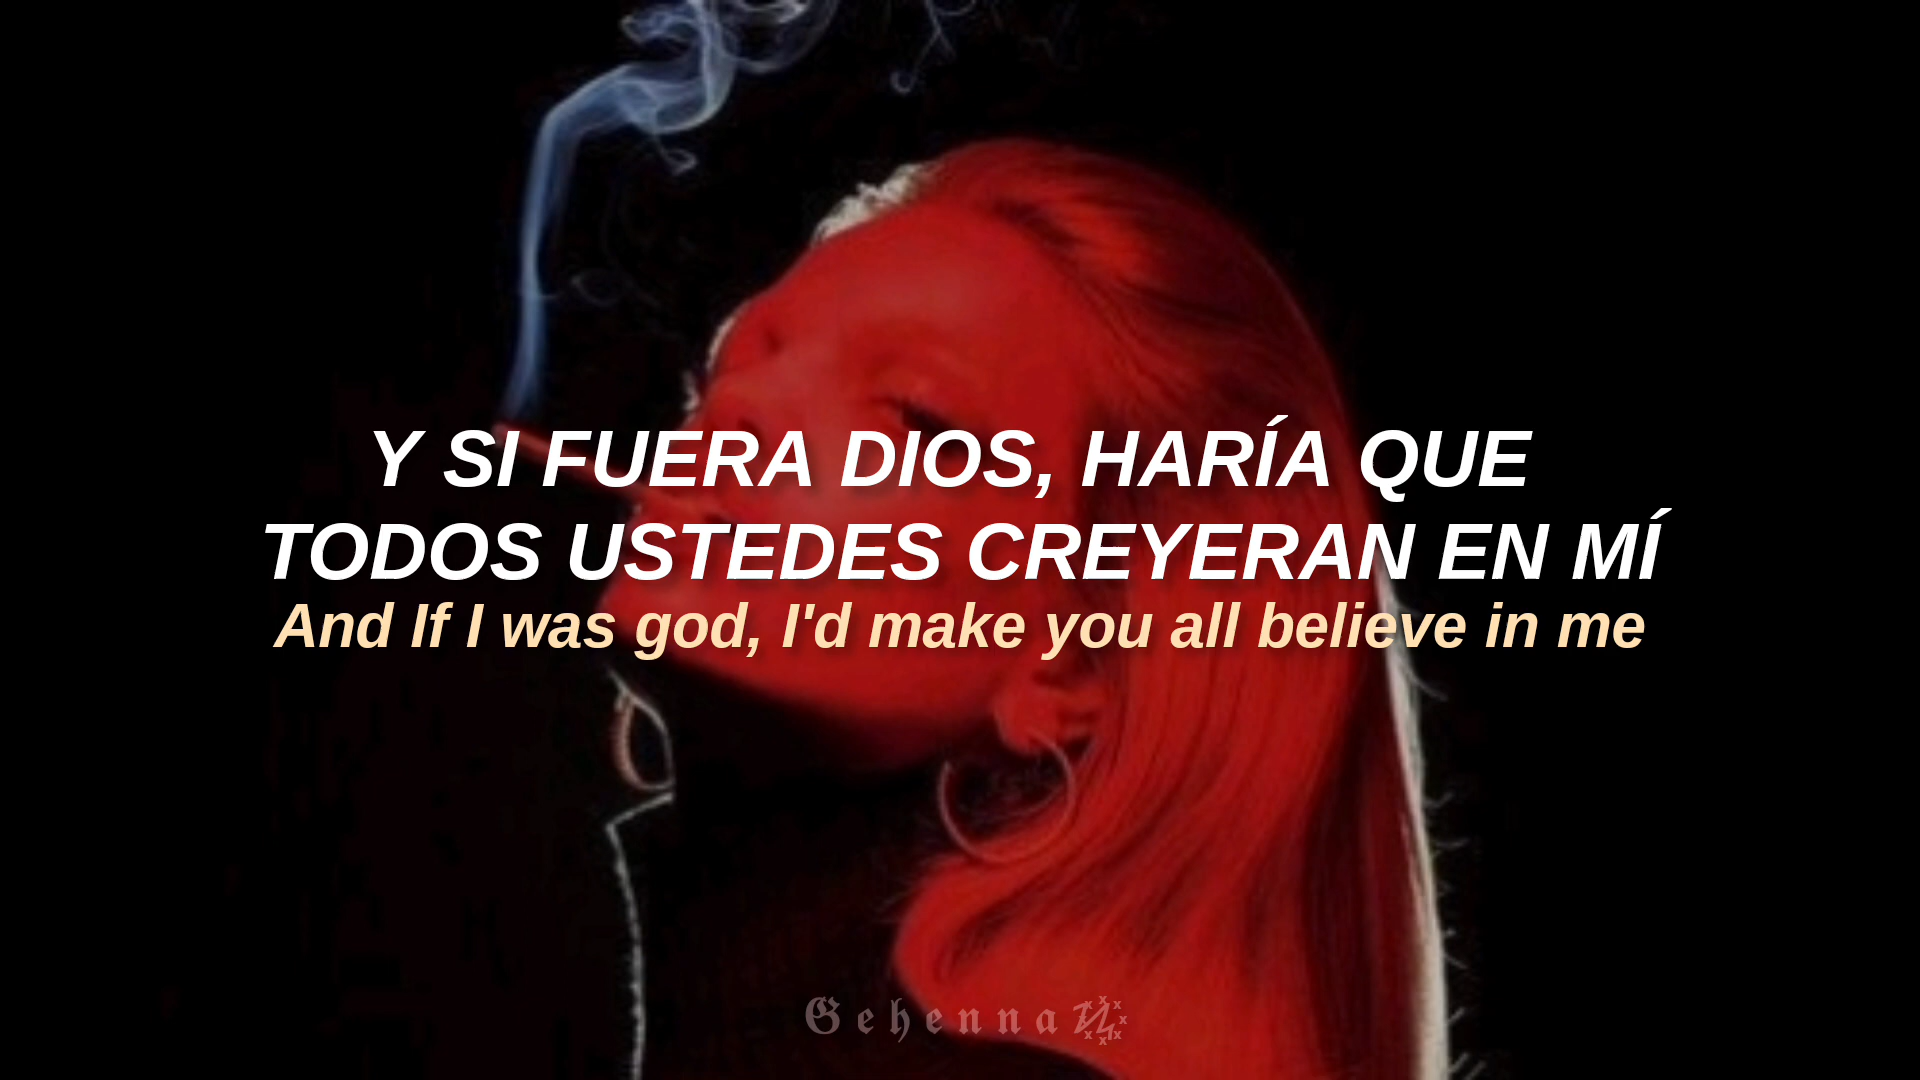 Y SI FUERA DIOS, HARÍA QUE
TODOS USTEDES CREYERAN EN MÍ
And If I was god, I'd make you all believe in me
Gehenna